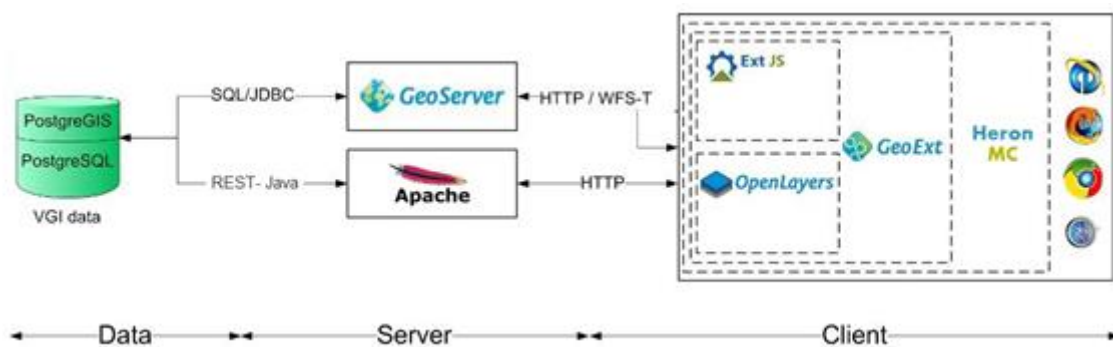 PostgreGIS
PostgreSQL
VGI data
SQL/JDBC
REST- Java
GeoServer
Apache
HTTP / WFS-T
HTTP
Ext JS
OpenLayers
GeoExt
Heron
MC
Data
Server
Client